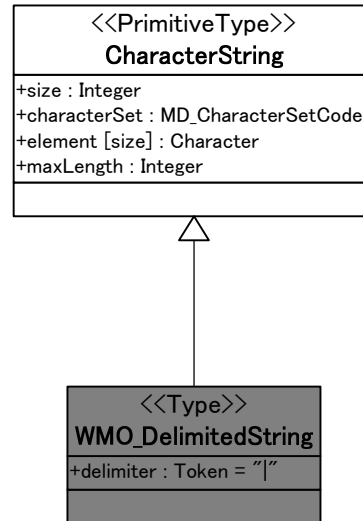 <<PrimitiveType>>
CharacterString
+size : Integer
+characterSet : MD_CharacterSetCode
+element [size] : Character
+maxLength : Integer
<<Type>>
WMO_DelimitedString
+delimiter : Token = "|"